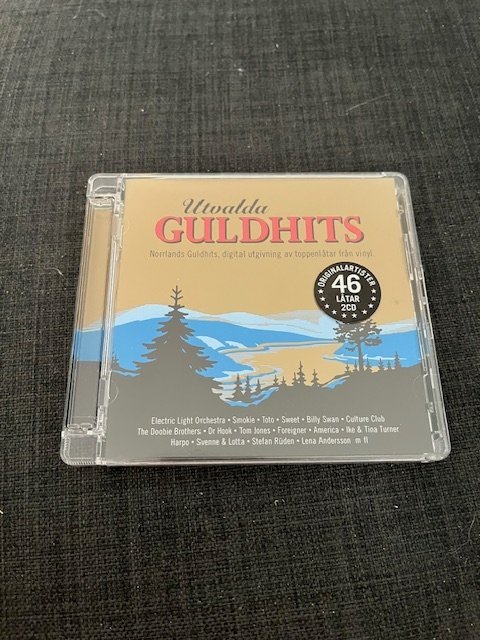 Utvalda
GULDHITS
Norrlands Guldhits, digital utgivning av toppenlåtar från vinyl.
ORIGINALARTISTER
46
LÅTAR
2CD
Electric Light Orchestra • Smokie • Toto • Sweet • Billy Swan • Culture Club
The Doobie Brothers • Dr Hook • Tom Jones • Foreigner • America • Ike & Tina Turner
Harpo • Svenne & Lotta • Stefan Rüden • Lena Andersson m fl